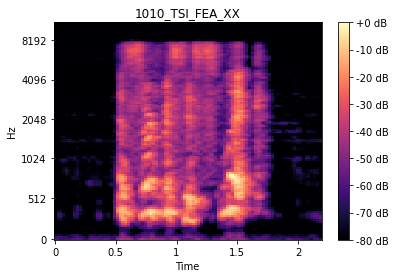 1010_TSI_FEA_XX
8192
4096
2048
1024
512
0
Hz
0
0.5
1
1.5
2
Time
+0 dB
-10 dB
-20 dB
-30 dB
-40 dB
-50 dB
-60 dB
-70 dB
-80 dB